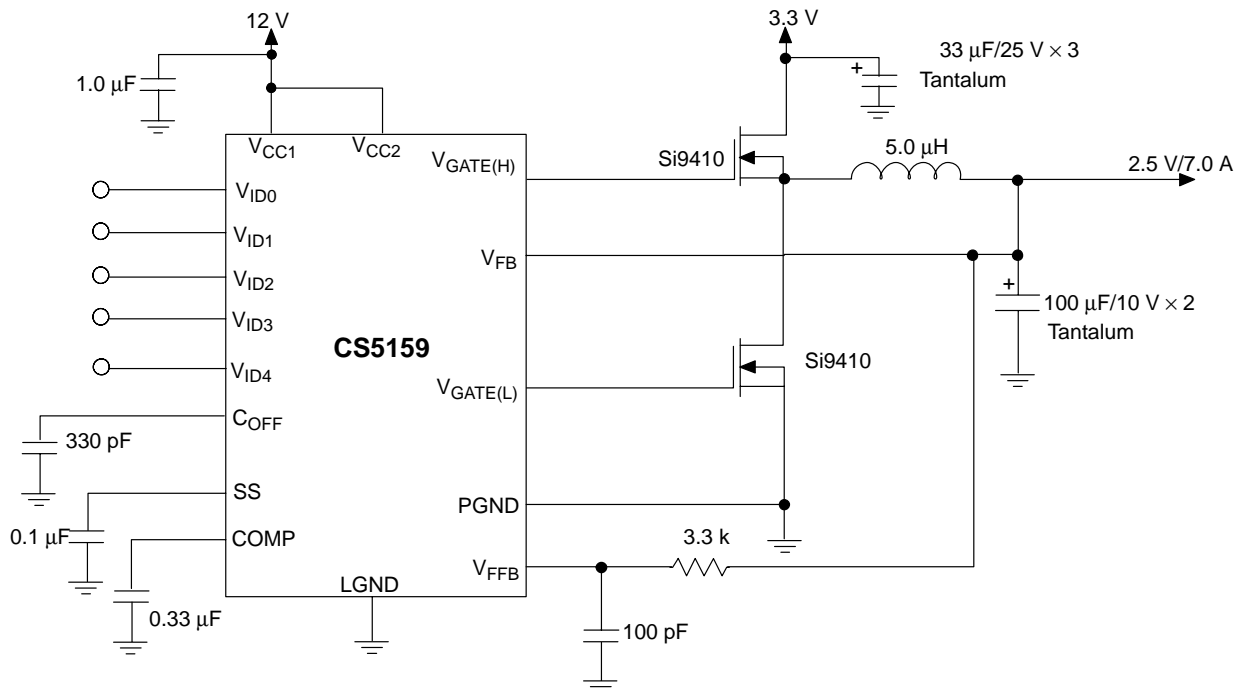 12 V
3.3 V
1.0 μF
33 μF/25 V × 3
Tantalum
VCC1
VCC2
VGATE(H)
Si9410
5.0 μH
2.5 V/7.0 A
VID0
VID1
VFB
VID2
100 μF/10 V × 2
Tantalum
VID3
CS5159
Si9410
VID4
VGATE(L)
COFF
330 pF
SS
PGND
0.1 μF
COMP
3.3 k
VFFB
LGND
0.33 μF
100 pF